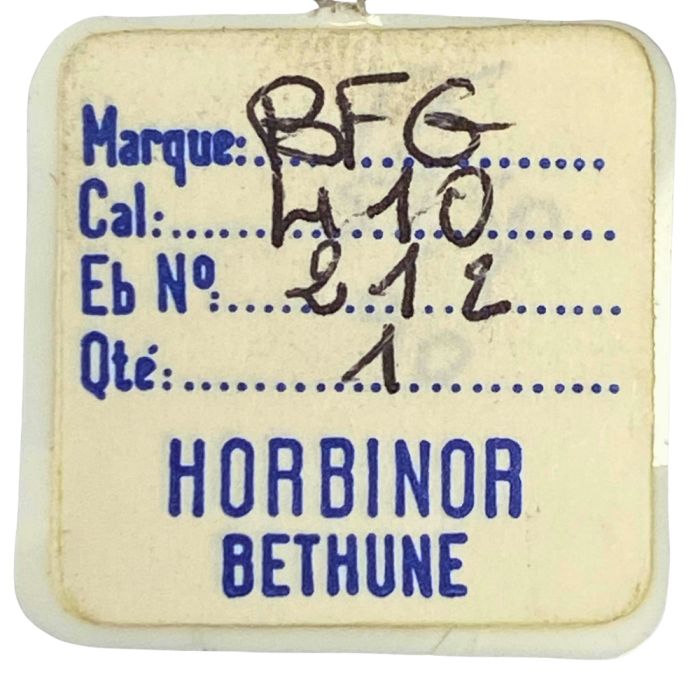 Marque: BFG
Cal: 410
Eb Nº: 212
Qté: 1
HORBINOR
BETHUNE